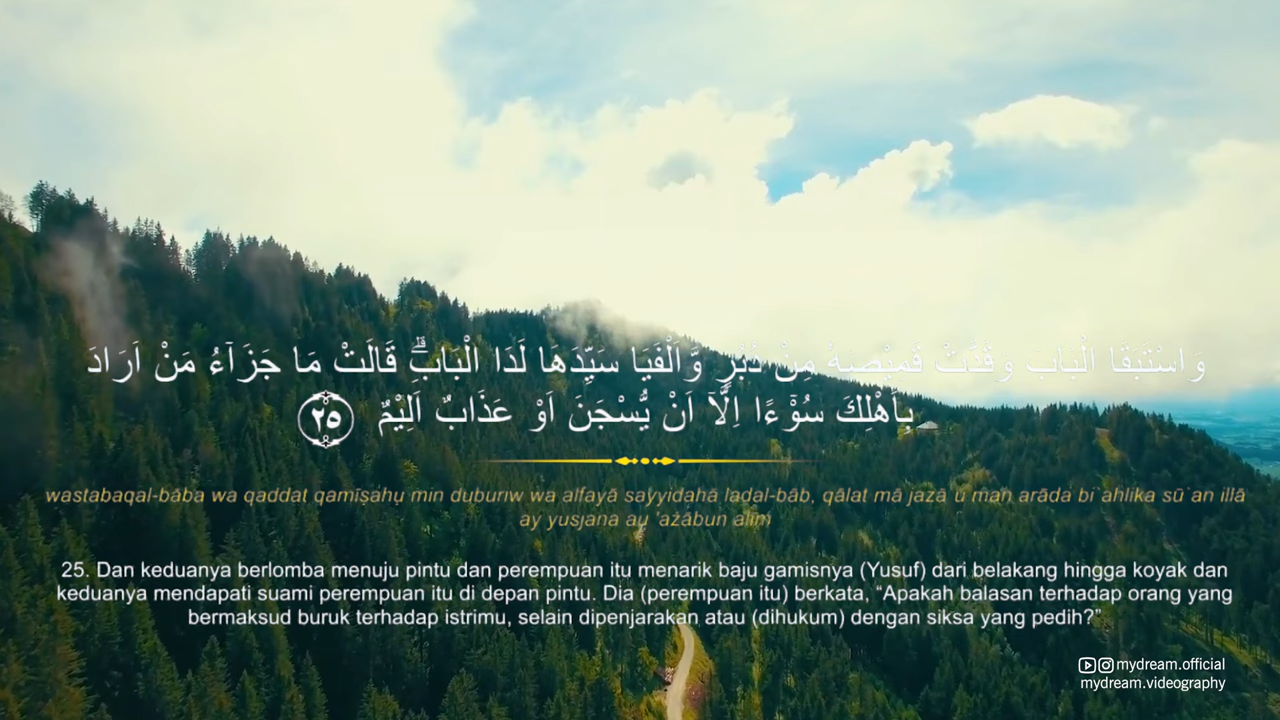 وَاسْتَبَقَا الْبَابَ وَقَدَّتْ قَمِيْصَهٗ مِنْ دُبُرٍ وَّاَلْفَيَا سَيِّدَهَا لَدَا الْبَابِۗ قَالَتْ مَا جَزَاۤءُ مَنْ اَرَادَ
بِاَهْلِكَ سُوْۤءًا اِلَّآ اَنْ يُّسْجَنَ اَوْ عَذَابٌ اَلِيْمٌ ٢٥
wastabaqal-bāba wa qaddat qamīṣahụ min duburiw wa alfayā sayyidahā ladal-bāb, qālat mā jazā`u man arāda bi`ahlika sū`an illā
ay yusjana au 'ażābun alīm
25. Dan keduanya berlomba menuju pintu dan perempuan itu menarik baju gamisnya (Yusuf) dari belakang hingga koyak dan
keduanya mendapati suami perempuan itu di depan pintu. Dia (perempuan itu) berkata, “Apakah balasan terhadap orang yang
bermaksud buruk terhadap istrimu, selain dipenjarakan atau (dihukum) dengan siksa yang pedih?”
mydream.official
mydream.videography